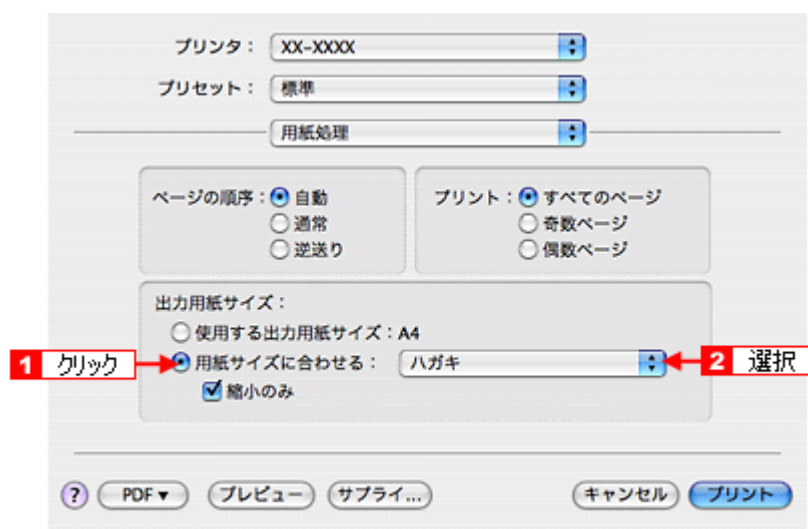 プリンタ： XX-XXXX
プリセット： 標準
用紙処理
ページの順序： 自動
通常
逆送り
プリント： すべてのページ
奇数ページ
偶数ページ
出力用紙サイズ：
使用する出力用紙サイズ：A4
1 クリック 用紙サイズに合わせる： ハガキ 2 選択
縮小のみ
? PDF▼ プレビュー サプライ... キャンセル プリント